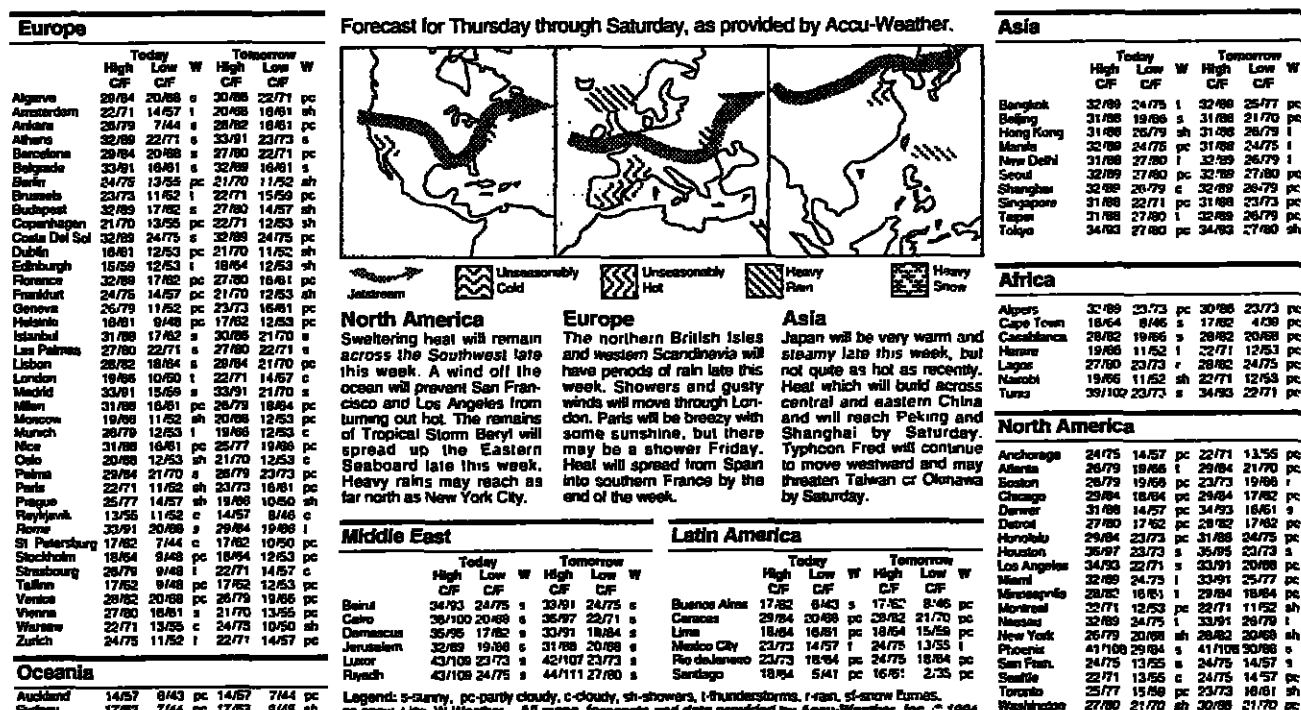 Europe
Today Tomorrow
High Low W High Low W
C/F C/F C/F C/F
Algarve 29/84 20/68 s 30/86 22/71 pc
Amsterdam 22/71 14/57 t 20/68 16/61 sh
Ankara 26/79 7/44 s 28/82 16/61 pc
Athens 32/89 22/71 s 33/91 23/73 s
Barcelona 29/84 20/68 s 27/80 22/71 pc
Belgrade 33/91 16/61 s 32/89 16/61 s
Berlin 24/75 13/55 pc 21/70 11/52 sh
Brussels 23/73 11/52 t 22/71 15/59 pc
Budapest 32/89 17/62 s 27/80 14/57 sh
Copenhagen 21/70 13/55 pc 22/71 12/53 sh
Costa Del Sol 32/89 24/75 s 32/89 24/75 pc
Dublin 16/61 12/53 pc 21/70 11/52 sh
Edinburgh 15/59 12/53 18/64 12/53 sh
Florence 32/89 17/62 pc 27/80 16/61 pc
Frankfurt 24/75 14/57 pc 21/70 12/53 sh
Geneva 26/79 11/52 pc 23/73 16/61 pc
Helsinki 16/61 9/48 pc 17/62 12/53 pc
Istanbul 31/88 17/62 s 30/86 21/70 s
Las Palmas 27/80 22/71 s 27/80 22/71 s
Lisbon 28/82 18/64 s 29/84 21/70 pc
London 19/66 10/50 t 22/71 14/57 c
Madrid 33/91 15/59 s 33/91 21/70 s
Milan 31/88 16/61 pc 26/79 18/64 pc
Moscow 19/66 11/52 sh 20/68 12/53 pc
Munich 26/79 12/53 t 19/66 12/53 c
Nice 31/88 16/61 pc 25/77 19/66 pc
Oslo 20/68 12/53 sh 21/70 12/53 c
Palma 29/84 21/70 s 26/79 23/73 pc
Paris 22/71 11/52 sh 23/73 16/61 pc
Prague 25/77 14/57 sh 19/66 10/50 sh
Reykjavik 13/55 11/52 c 14/57 8/46 c
Rome 33/91 20/68 s 29/84 19/66
St Petersburg 17/62 7/44 c 17/62 10/50 pc
Stockholm 18/64 9/48 pc 18/64 12/53 pc
Strasbourg 26/79 9/48 t 22/71 14/57 c
Tallinn 17/62 9/48 pc 17/62 12/53 pc
Venice 28/82 20/68 pc 26/79 19/66 pc
Vienna 27/80 16/61 s 21/70 13/55 pc
Warsaw 22/71 13/55 c 24/75 10/50 sh
Zurich 24/75 11/52 t 22/71 14/57 pc
Oceania
Auckland 14/57 6/43 pc 14/57 7/44 pc
Sydney 17/62 7/44 pc 17/62 9/48 sh
Forecast for Thursday through Saturday, as provided by Accu-Weather.
Jetstream
Unseasonably Cold
Unseasonably Hot
Heavy Rain
Heavy Snow
North America
Sweltering heat will remain
across the Southwest late
this week. A wind off the
ocean will prevent San Fran-
cisco and Los Angeles from
turning out hot. The remains
of Tropical Storm Beryl will
spread up the Eastern
Seaboard late this week.
Heavy rains may reach as
far north as New York City.
Europe
The northern British Isles
and western Scandinavia will
have periods of rain late this
week. Showers and gusty
winds will move through Lon-
don. Paris will be breezy with
some sunshine, but there
may be a shower Friday.
Heat will spread from Spain
into southern France by the
end of the week.
Asia
Japan will be very warm and
steamy late this week, but
not quite as hot as recently.
Heat which will build across
central and eastern China
and will reach Peking and
Shanghai by Saturday.
Typhoon Fred will continue
to move westward and may
threaten Taiwan or Okinawa
by Saturday.
Middle East
Today Tomorrow
High Low W High Low W
C/F C/F C/F C/F
Beirut 34/93 24/75 s 33/91 24/75 s
Cairo 38/100 20/68 s 36/97 22/71 s
Damascus 35/95 17/62 s 33/91 18/64 s
Jerusalem 32/89 19/66 s 31/88 20/68 s
Luxor 43/109 23/73 s 42/107 23/73 s
Riyadh 43/109 24/75 s 44/111 27/80 s
Latin America
Today Tomorrow
High Low W High Low W
C/F C/F C/F C/F
Buenos Aires 17/62 6/43 s 17/62 8/46 pc
Caracas 29/84 20/68 pc 28/82 21/70 pc
Lima 18/64 16/61 pc 18/64 15/59 pc
Mexico City 23/73 14/57 t 24/75 13/55 t
Rio de Janeiro 23/73 18/64 pc 24/75 18/64 pc
Santiago 18/64 5/41 pc 16/61 2/35 pc
Legend: s-sunny, pc-partly cloudy, c-cloudy, sh-showers, t-thunderstorms, r-rain, sf-snow flurries,
All maps, forecasts and data provided by Accu-Weather, Inc. © 1994
Asia
Today Tomorrow
High Low W High Low W
C/F C/F C/F C/F
Bangkok 32/89 24/75 t 32/89 25/77 pc
Beijing 31/88 19/66 s 31/88 21/70 pc
Hong Kong 31/88 26/79 sh 31/88 26/79 t
Manila 32/89 24/75 pc 31/88 24/75 t
New Delhi 31/88 27/80 32/89 26/79 t
Seoul 32/89 27/80 pc 32/89 27/80 pc
Shanghai 32/89 26/79 c 32/89 26/79 pc
Singapore 31/88 22/71 pc 31/88 23/73 pc
Taipei 31/88 27/80 t 32/89 26/79 pc
Tokyo 34/93 27/80 pc 34/93 27/80 sh
Africa
Algiers 32/89 23/73 pc 30/86 23/73 pc
Cape Town 18/64 8/46 s 17/62 4/39 pc
Casablanca 28/82 19/66 s 28/82 20/68 pc
Harare 19/66 11/52 t 22/71 12/53 pc
Lagos 27/80 23/73 r 28/82 24/75 pc
Nairobi 19/66 11/52 sh 22/71 12/53 pc
Tunis 39/102 23/73 s 34/93 22/71 pc
North America
Anchorage 24/75 14/57 pc 22/71 13/55 pc
Atlanta 26/79 19/66 t 29/84 21/70 pc
Boston 26/79 19/66 pc 23/73 19/66 r
Chicago 29/84 18/64 pc 29/84 17/62 pc
Denver 31/88 14/57 pc 34/93 16/61 s
Detroit 27/80 17/62 pc 28/82 17/62 pc
Honolulu 29/84 23/73 pc 31/88 24/75 pc
Houston 36/97 23/73 s 35/95 23/73 s
Los Angeles 34/93 22/71 s 33/91 20/68 pc
Miami 32/89 24/75 t 33/91 25/77 pc
Minneapolis 28/82 16/61 t 29/84 18/64 pc
Montreal 22/71 12/53 pc 22/71 11/52 sh
Nassau 32/89 24/75 t 33/91 26/79 t
New York 26/79 20/68 sh 28/82 20/68 sh
Phoenix 41/106 29/84 s 41/106 30/86 s
San Fran. 24/75 13/55 s 24/75 14/57 s
Seattle 22/71 13/55 c 24/75 14/57 pc
Toronto 25/77 15/59 pc 23/73 16/61 sh
Washington 27/80 21/70 sh 30/86 21/70 pc